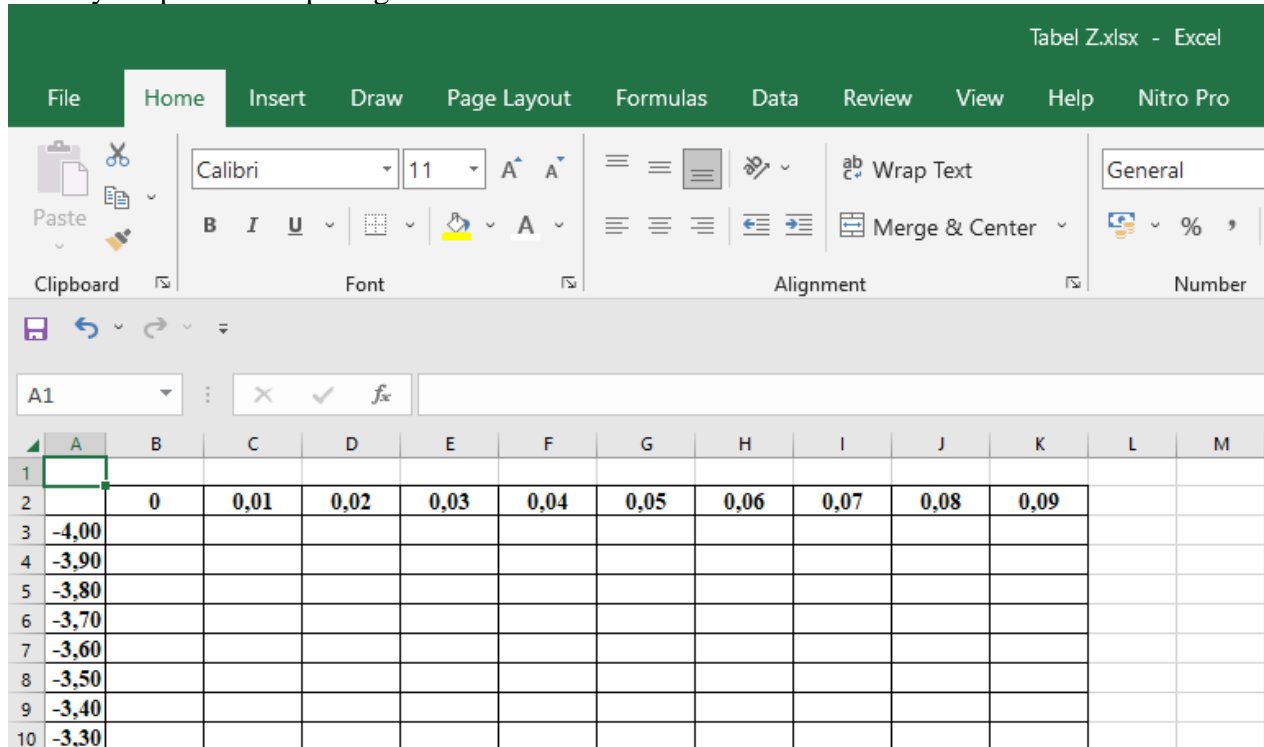 Tabel Z.xlsx - Excel
File Home Insert Draw Page Layout Formulas Data Review View Help Nitro Pro
Calibri 11 A A ab Wrap Text General
Paste B I U A Merge & Center % ,
Clipboard Font Alignment Number
A1 fx
A B C D E F G H I J K L M
1
2 0 0,01 0,02 0,03 0,04 0,05 0,06 0,07 0,08 0,09
3 -4,00
4 -3,90
5 -3,80
6 -3,70
7 -3,60
8 -3,50
9 -3,40
10 -3,30